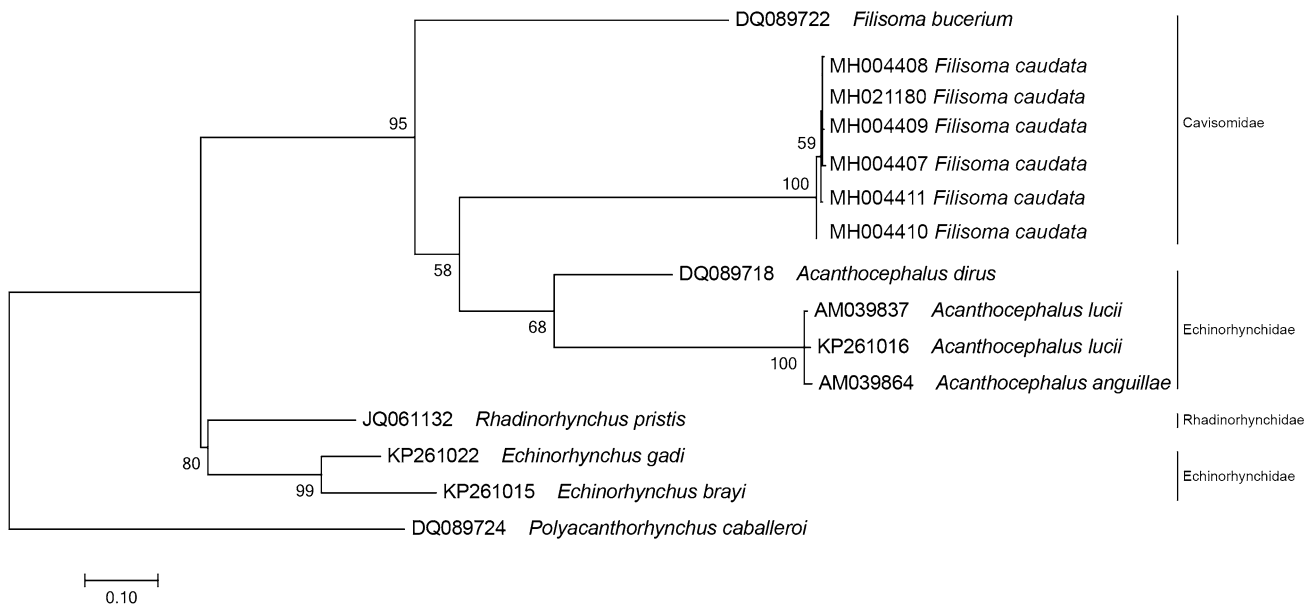 DQ089722 Filisoma bucerium
MH004408 Filisoma caudata
MH021180 Filisoma caudata
Cavisomidae
95
MH004409 Filisoma caudata
59
MH004407 Filisoma caudata
100
MH004411 Filisoma caudata
MH004410 Filisoma caudata
58
DQ089718 Acanthocephalus dirus
AM039837 Acanthocephalus lucii
68
Echinorhynchidae
KP261016 Acanthocephalus lucii
100
AM039864 Acanthocephalus anguillae
JQ061132 Rhadinorhynchus pristis
Rhadinorhynchidae
80
KP261022 Echinorhynchus gadi
Echinorhynchidae
99
KP261015 Echinorhynchus brayi
DQ089724 Polyacanthorhynchus caballeroi
0.10